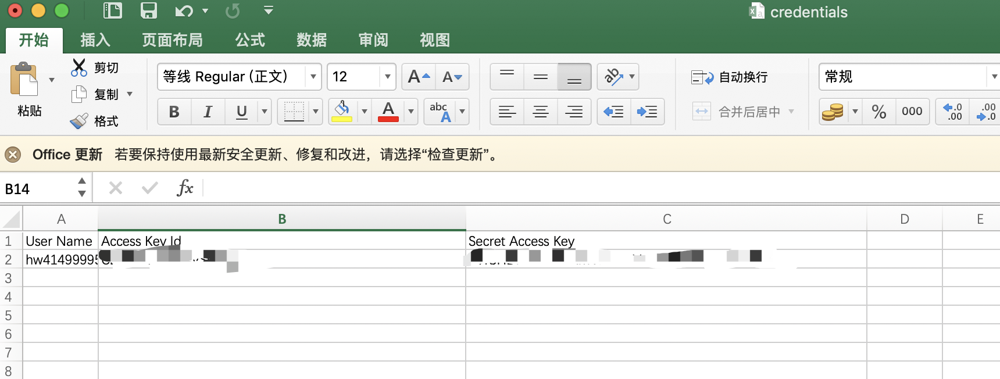 credentials
开始 插入 页面布局 公式 数据 审阅 视图
粘贴
剪切
复制
格式
等线 Regular (正文) 12 A A
B I U A abc A
ab 自动换行
合并后居中
常规
% 000 .0 .00 .00 .0
Office 更新 若要保持使用最新安全更新、修复和改进，请选择“检查更新”。
B14 fx
A B C D E
1 User Name Access Key Id Secret Access Key
2 hw41499995
3
4
5
6
7
8